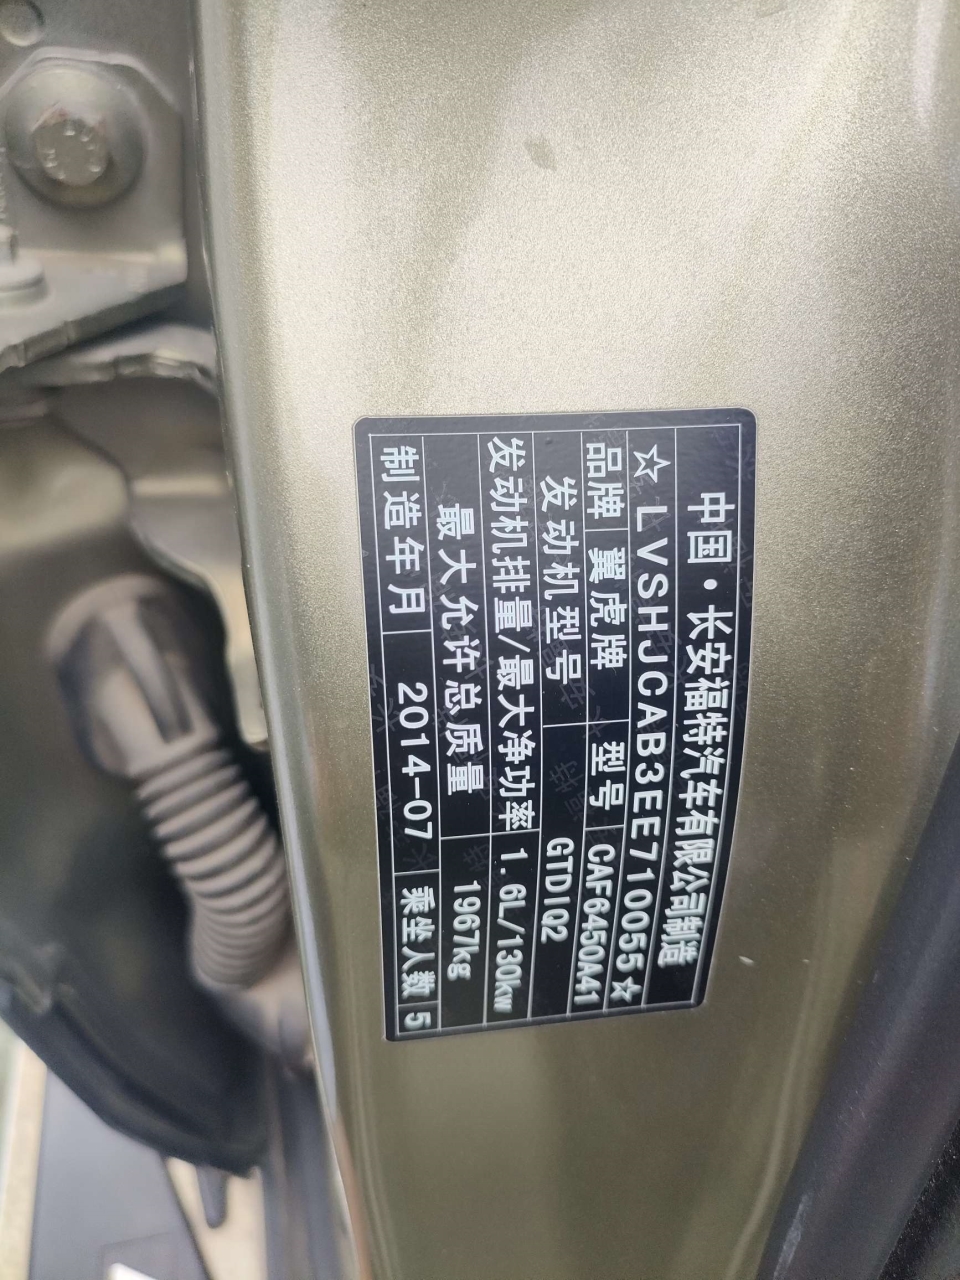 中国·长安福特汽车有限公司制造
☆LVSHJCAB3EE710055☆
品牌 翼虎牌 型号 CAF6450A41
发动机型号 GTDIQ2
发动机排量/最大净功率 1.6L/130kw
最大允许总质量 1967kg
制造年月 2014-07 乘坐人数 5